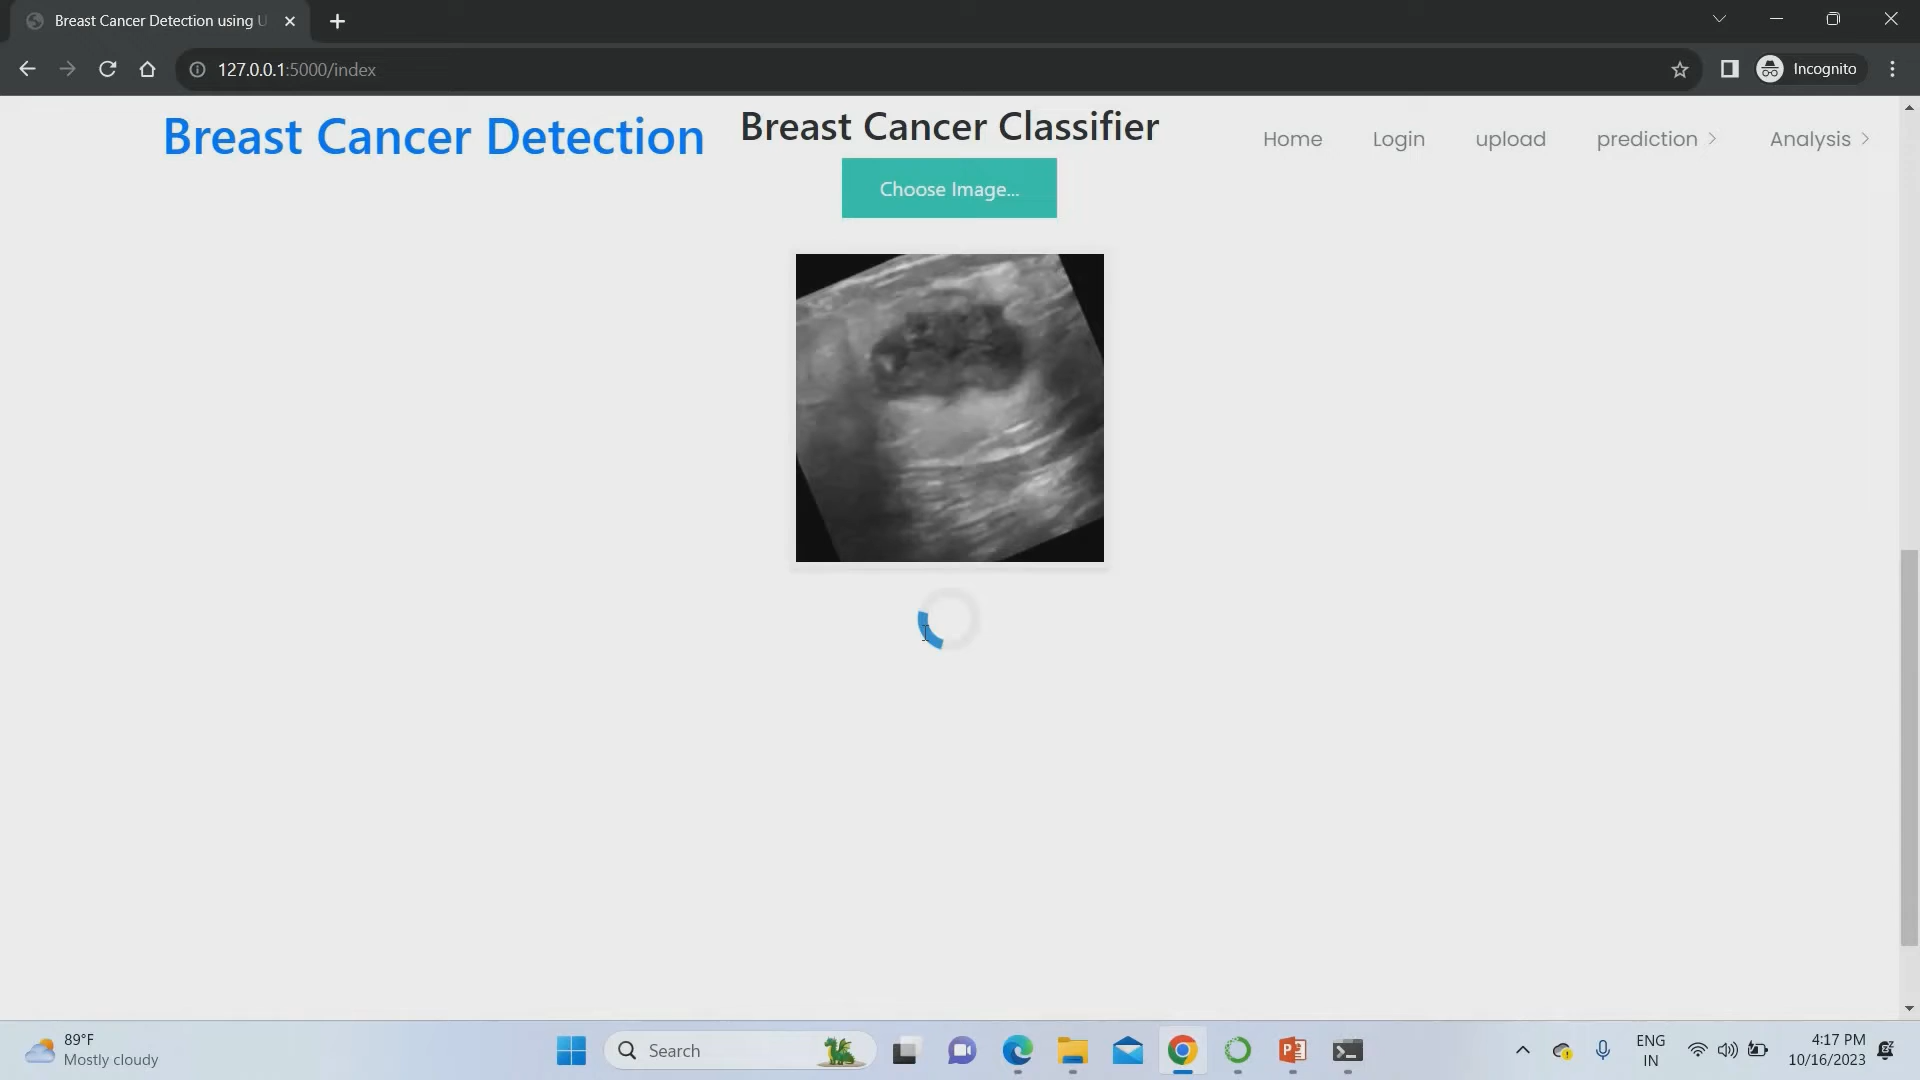 Breast Cancer Detection using U
127.0.0.1:5000/index
Incognito
Breast Cancer Detection
Breast Cancer Classifier
Home
Login
upload
prediction
Analysis
Choose Image...
89°F
Mostly cloudy
Search
ENG
IN
4:17 PM
10/16/2023